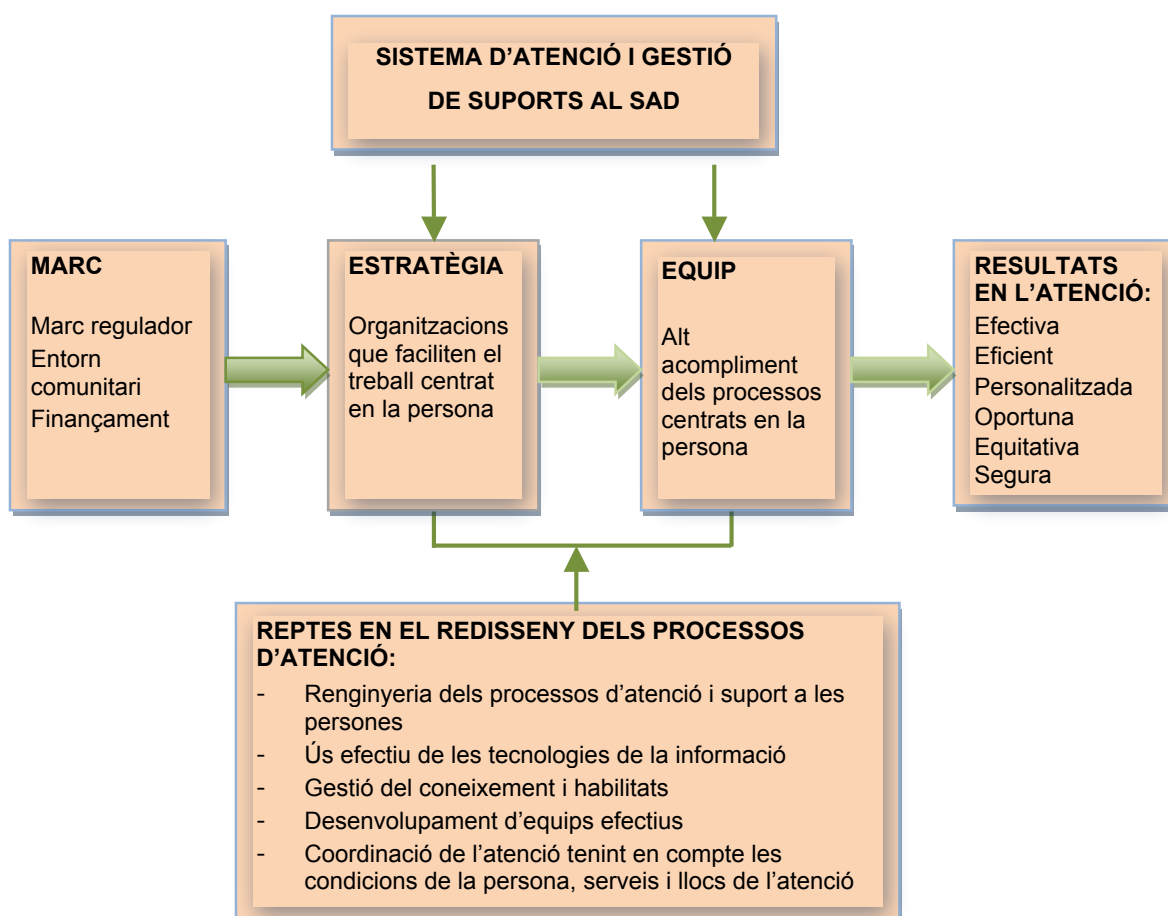 SISTEMA D’ATENCIÓ I GESTIÓ
DE SUPORTS AL SAD
MARC
Marc regulador
Entorn
comunitari
Finançament
ESTRATÈGIA
Organitzacions
que faciliten el
treball centrat
en la persona
EQUIP
Alt
acompliment
dels processos
centrats en la
persona
RESULTATS
EN L’ATENCIÓ:
Efectiva
Eficient
Personalitzada
Oportuna
Equitativa
Segura
REPTES EN EL REDISSENY DELS PROCESSOS
D’ATENCIÓ:
- Renginyeria dels processos d’atenció i suport a les
persones
- Ús efectiu de les tecnologies de la informació
- Gestió del coneixement i habilitats
- Desenvolupament d’equips efectius
- Coordinació de l’atenció tenint en compte les
condicions de la persona, serveis i llocs de l’atenció